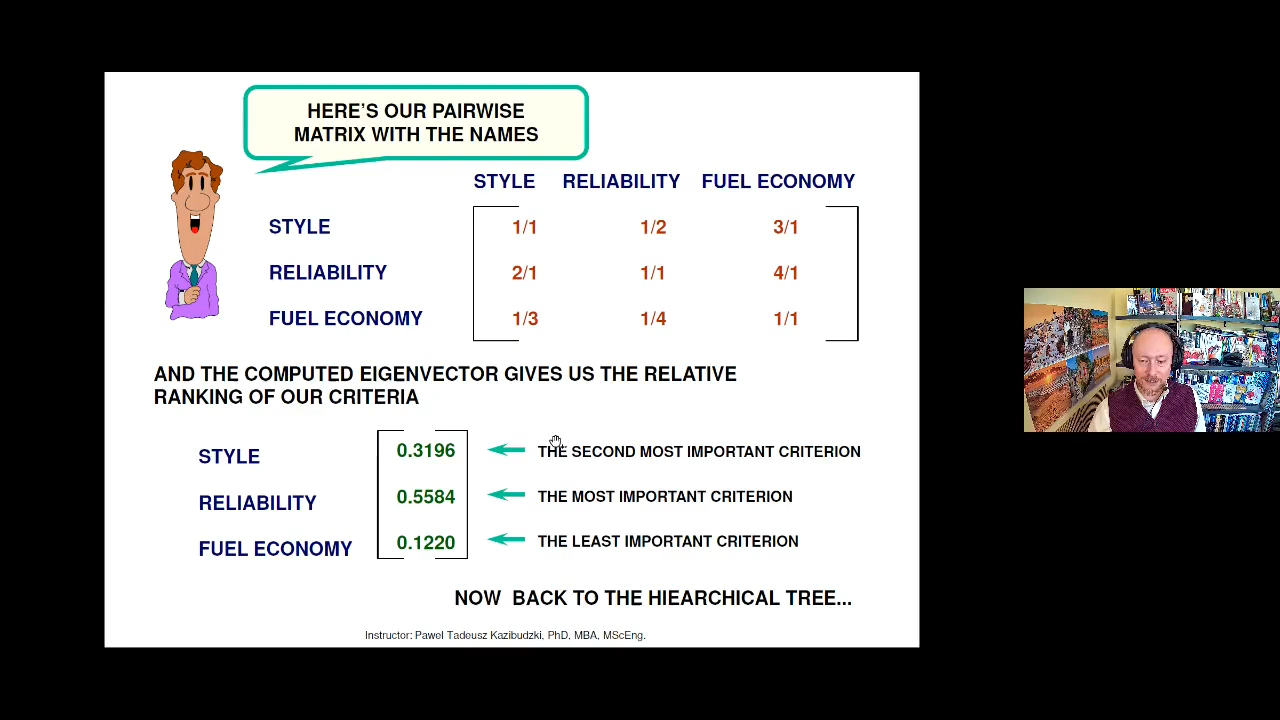 HERE'S OUR PAIRWISE
MATRIX WITH THE NAMES
STYLE RELIABILITY FUEL ECONOMY
STYLE 1/1 1/2 3/1
RELIABILITY 2/1 1/1 4/1
FUEL ECONOMY 1/3 1/4 1/1
AND THE COMPUTED EIGENVECTOR GIVES US THE RELATIVE
RANKING OF OUR CRITERIA
STYLE 0.3196 THE SECOND MOST IMPORTANT CRITERION
RELIABILITY 0.5584 THE MOST IMPORTANT CRITERION
FUEL ECONOMY 0.1220 THE LEAST IMPORTANT CRITERION
NOW BACK TO THE HIEARCHICAL TREE...
Instructor: Pawel Tadeusz Kazibudzki, PhD, MBA, MScEng.